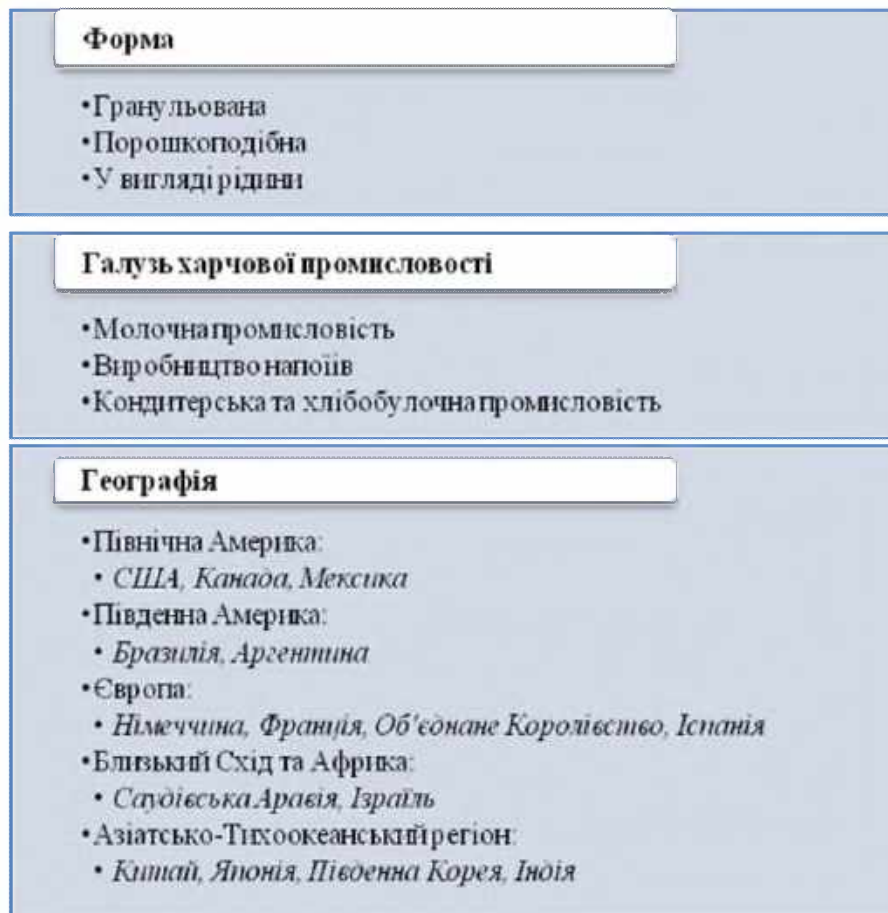 Форма
•Гранульована
•Порошкоподібна
•У вигляді рідини
Галузь харчової промисловості
•Молочна промисловість
•Виробництво напоїів
•Кондитерська та хлібобулочна промисловість
Географія
•Північна Америка:
• США, Канада, Мексика
•Південна Америка:
• Бразилія, Аргентина
•Європа:
• Німеччина, Франція, Об'єднане Королівство, Іспанія
•Близький Схід та Африка:
• Саудівська Аравія, Ізраїль
•Азіатсько-Тихоокеанський регіон:
• Китай, Японія, Південна Корея, Індія